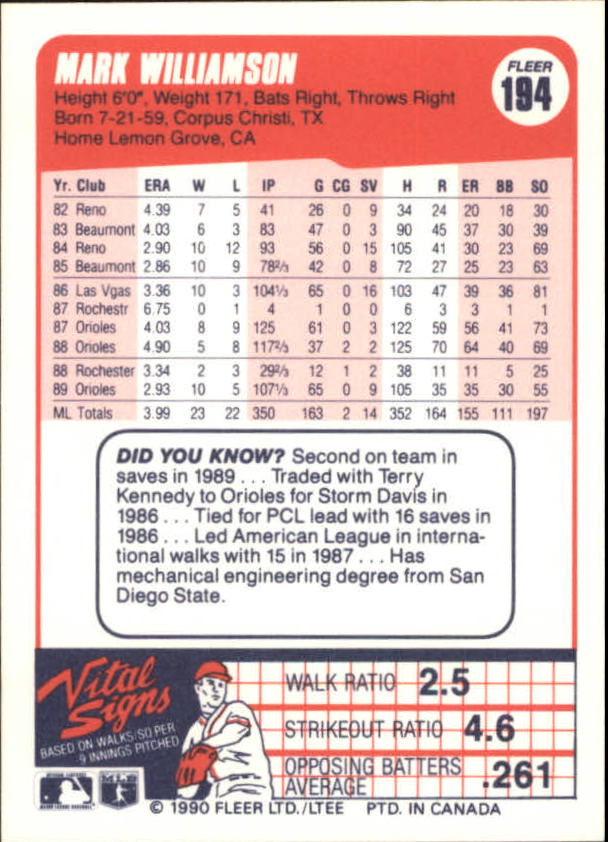 MARK WILLIAMSON
FLEER
194
Height 6'0", Weight 171, Bats Right, Throws Right
Born 7-21-59, Corpus Christi, TX
Home Lemon Grove, CA
Yr. Club ERA W L IP G CG SV H R ER BB SO
82 Reno 4.39 7 5 41 26 0 9 34 24 20 18 30
83 Beaumont 4.03 6 3 83 47 0 3 90 45 37 30 39
84 Reno 2.90 10 12 93 56 0 15 105 41 30 23 69
85 Beaumont 2.86 10 9 782/3 42 0 8 72 27 25 23 63
86 Las Vgas 3.36 10 3 1041/3 65 0 16 103 47 39 36 81
87 Rochestr 6.75 0 1 4 1 0 0 6 3 3 1 1
87 Orioles 4.03 8 9 125 61 0 3 122 59 56 41 73
88 Orioles 4.90 5 8 1172/3 37 2 2 125 70 64 40 69
88 Rochester 3.34 2 3 292/3 12 1 2 38 11 11 5 25
89 Orioles 2.93 10 5 1071/3 65 0 9 105 35 35 30 55
ML Totals 3.99 23 22 350 163 2 14 352 164 155 111 197
DID YOU KNOW? Second on team in
saves in 1989 . . . Traded with Terry
Kennedy to Orioles for Storm Davis in
1986 . . . Tied for PCL lead with 16 saves in
1986 . . . Led American League in interna-
tional walks with 15 in 1987 . . . Has
mechanical engineering degree from San
Diego State.
Vital
Signs
BASED ON WALKS/SO PER
9 INNINGS PITCHED
WALK RATIO 2.5
STRIKEOUT RATIO 4.6
OPPOSING BATTERS
AVERAGE .261
© 1990 FLEER LTD./LTEE PTD. IN CANADA